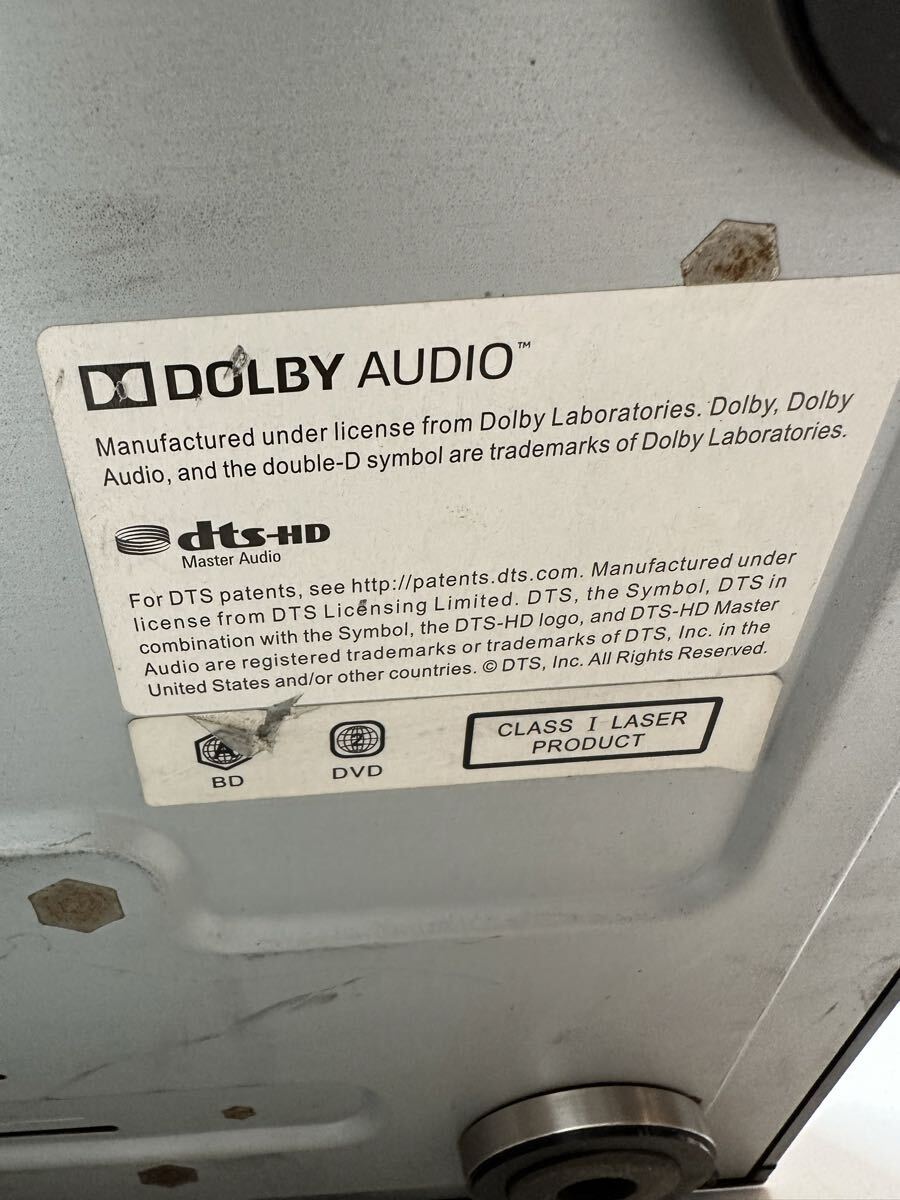 DOLBY AUDIO™
Manufactured under license from Dolby Laboratories. Dolby, Dolby
Audio, and the double-D symbol are trademarks of Dolby Laboratories.
dts-HD
Master Audio
For DTS patents, see http://patents.dts.com. Manufactured under
license from DTS Licensing Limited. DTS, the Symbol, DTS in
combination with the Symbol, the DTS-HD logo, and DTS-HD Master
Audio are registered trademarks or trademarks of DTS, Inc. in the
United States and/or other countries. © DTS, Inc. All Rights Reserved.
A
2
BD
DVD
CLASS I LASER
PRODUCT